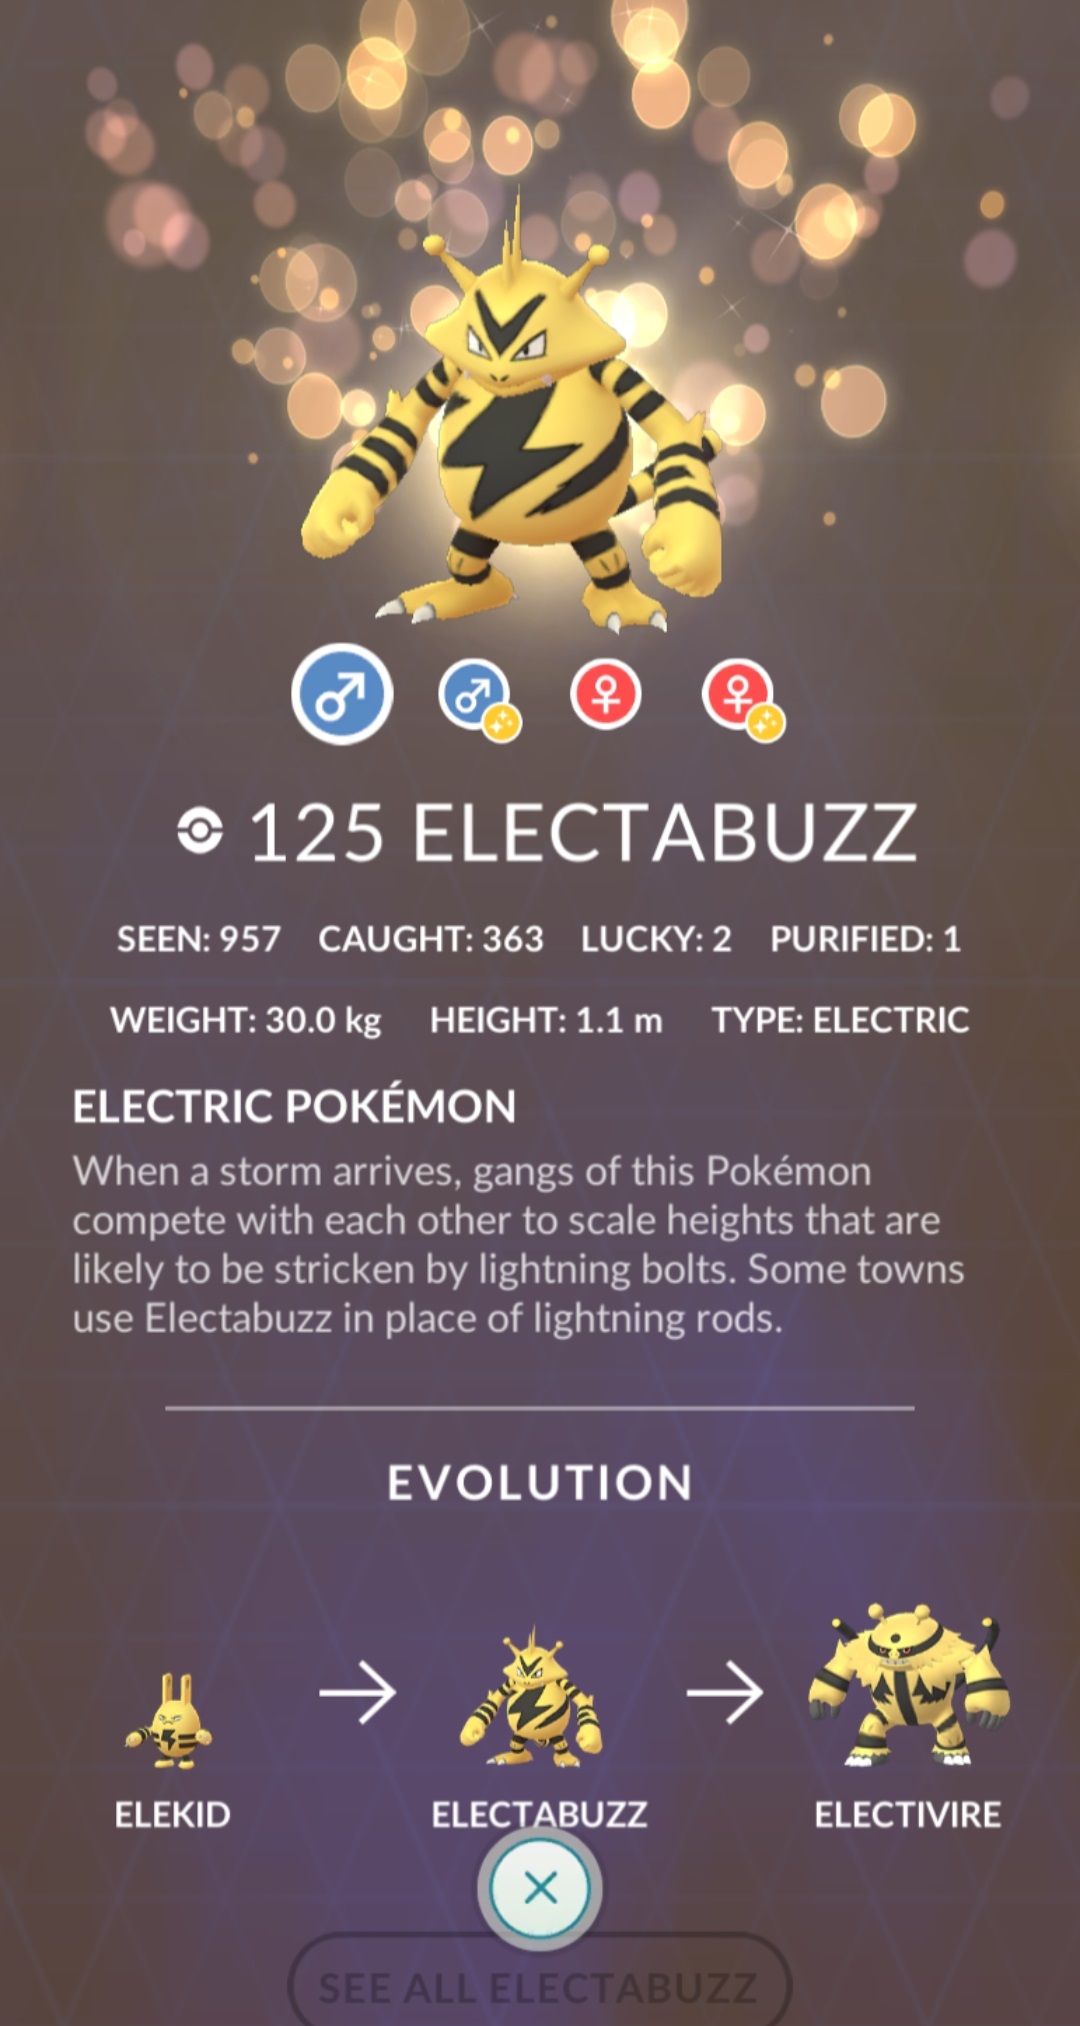 125 ELECTABUZZ
SEEN: 957 CAUGHT: 363 LUCKY: 2 PURIFIED: 1
WEIGHT: 30.0 kg HEIGHT: 1.1 m TYPE: ELECTRIC
ELECTRIC POKÉMON
When a storm arrives, gangs of this Pokémon
compete with each other to scale heights that are
likely to be stricken by lightning bolts. Some towns
use Electabuzz in place of lightning rods.
EVOLUTION
ELEKID ELECTABUZZ ELECTIVIRE
SEE ALL ELECTABUZZ